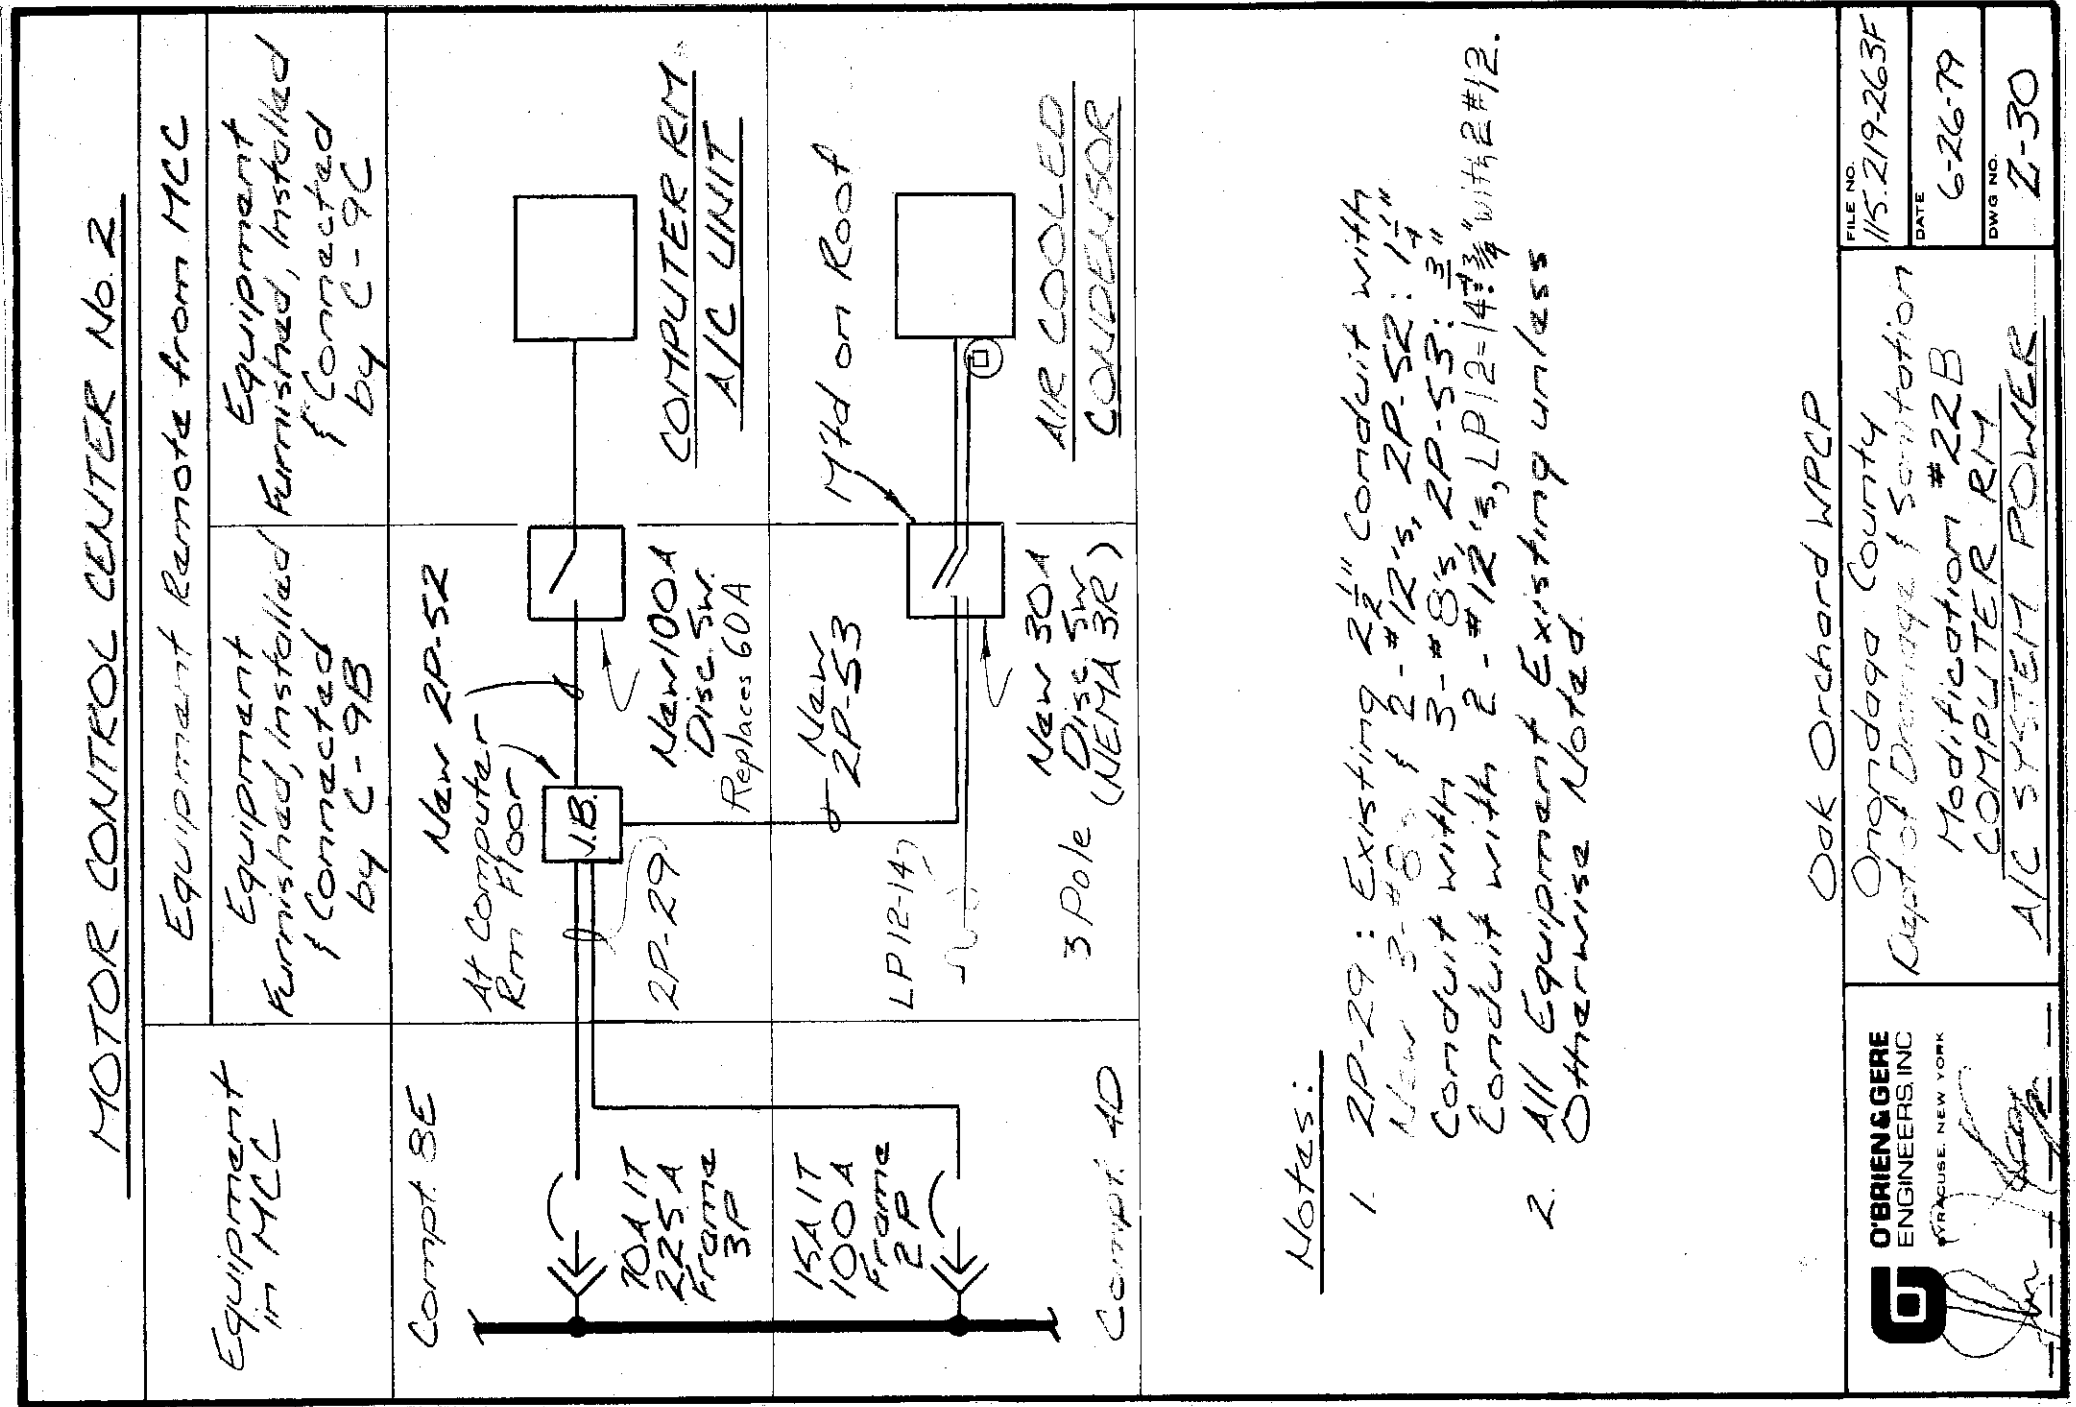 MOTOR CONTROL CENTER No. 2
Equipment
in MCC
Equipment Remote from MCC
Equipment
Furnished, Installed
& Connected
by C-9B
Equipment
Furnished, Installed
& Connected
by C-9C
Compt. 8E
70A IT
225A
Frame
3P
At Computer
Rm Floor
New 2P-52
J.B.
2P-29
New 100A
Disc. Sw.
Replaces 60A
COMPUTER RM
A/C UNIT
15A IT
100A
Frame
2P
Compt. 4D
LP12-14
New
2P-53
3 Pole
New 30A
Disc Sw
(NEMA 3R)
Mtd on Roof
AIR COOLED
CONDENSOR
Notes:
1. 2P-29: Existing 2½" Conduit with
New 3-#8's & 2-#12's, 2P-52: 1¼"
Conduit with 3-#8's, 2P-53: ¾"
Conduit with 2-#12's, LP12-14: ¾" with 2#12.
2. All Equipment Existing unless
Otherwise Noted.
O'BRIEN&GERE
ENGINEERS, INC
SYRACUSE, NEW YORK
Oak Orchard WPCP
Onondaga County
Dept of Drainage & Sanitation
Modification #22B
COMPUTER RM
A/C SYSTEM POWER
FILE NO.
115.219-263F
DATE
6-26-79
DWG NO.
Z-30